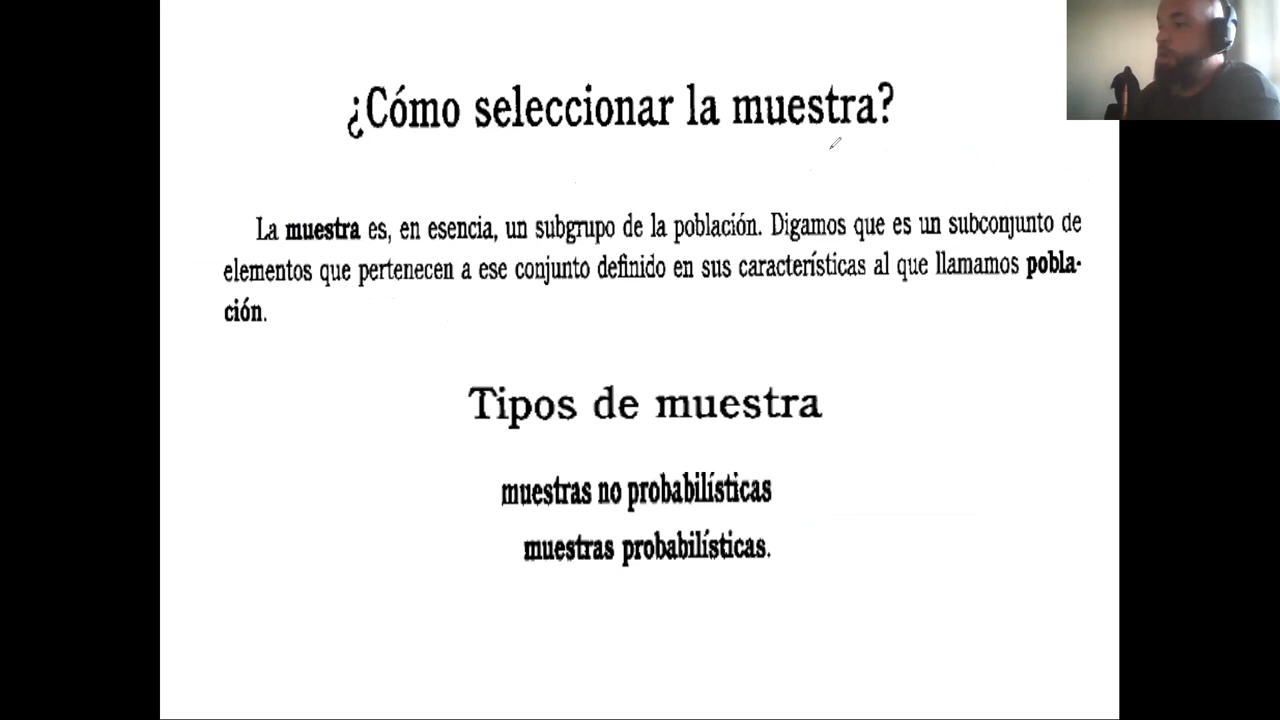 ¿Cómo seleccionar la muestra?
La muestra es, en esencia, un subgrupo de la población. Digamos que es un subconjunto de
elementos que pertenecen a ese conjunto definido en sus características al que llamamos pobla-
ción.
Tipos de muestra
muestras no probabilísticas
muestras probabilísticas.